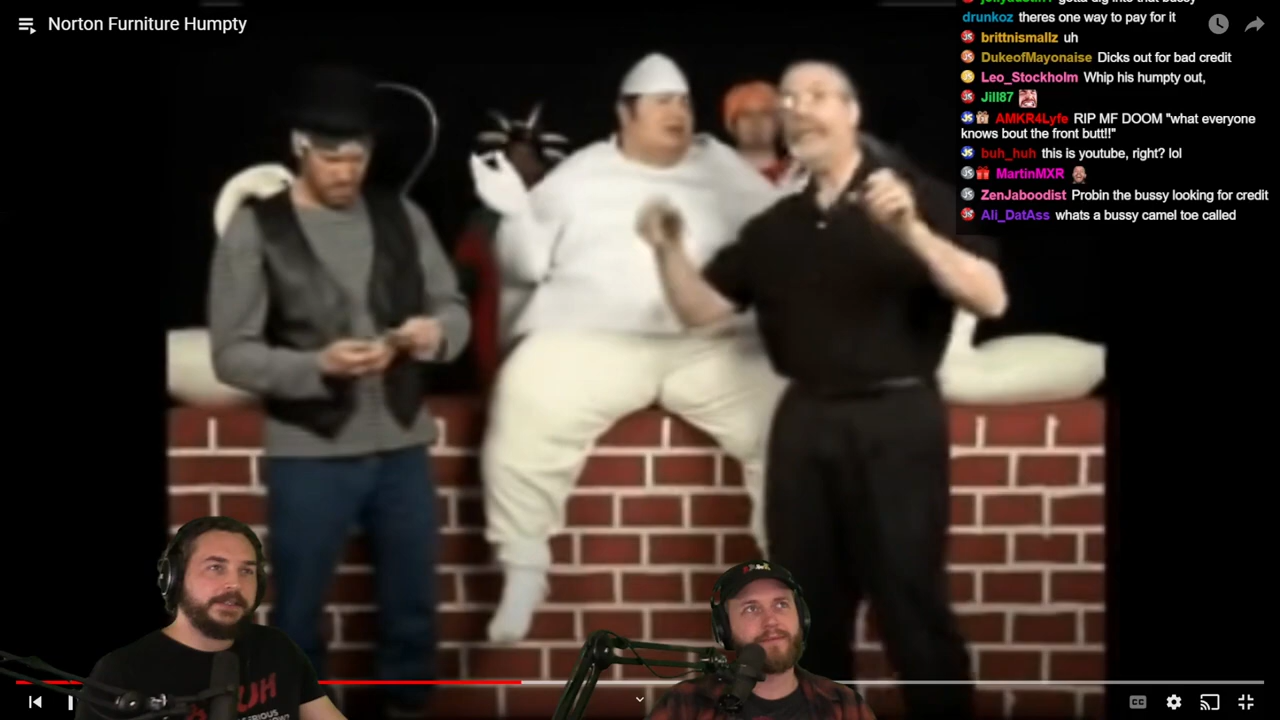 Norton Furniture Humpty
drunkoz theres one way to pay for it
brittnismallz uh
DukeofMayonaise Dicks out for bad credit
Leo_Stockholm Whip his humpty out,
Jill87
AMKR4Lyfe RIP MF DOOM "what everyone
knows bout the front butt!!"
buh_huh this is youtube, right? lol
MartinMXR
ZenJaboodist Probin the bussy looking for credit
Ali_DatAss whats a bussy camel toe called
UH